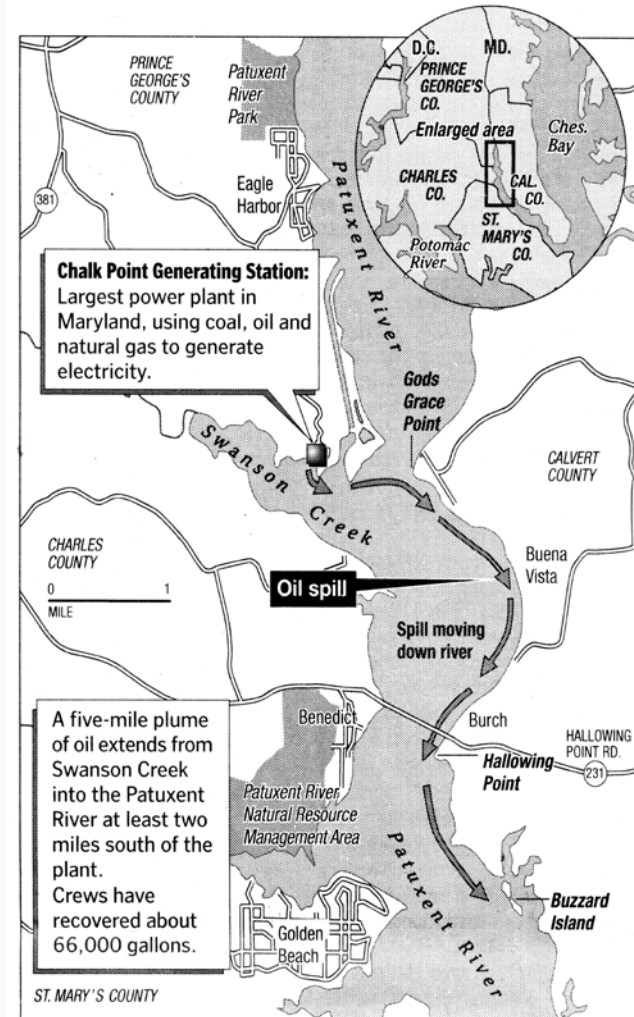 PRINCE
GEORGE'S
COUNTY
Patuxent
River
Park
D.C.
MD.
PRINCE
GEORGE'S
CO.
Enlarged area
Ches.
Bay
CHARLES
CO.
CAL.
CO.
ST.
MARY'S
CO.
Potomac
River
381
Eagle
Harbor
Patuxent River
Chalk Point Generating Station:
Largest power plant in
Maryland, using coal, oil and
natural gas to generate
electricity.
Gods
Grace
Point
Swanson Creek
CALVERT
COUNTY
CHARLES
COUNTY
0 1
MILE
Oil spill
Buena
Vista
Spill moving
down river
A five-mile plume
of oil extends from
Swanson Creek
into the Patuxent
River at least two
miles south of the
plant.
Crews have
recovered about
66,000 gallons.
Benedict
Burch
HALLOWING
POINT RD.
231
Hallowing
Point
Patuxent River
Natural Resource
Management Area
Patuxent River
Golden
Beach
Buzzard
Island
ST. MARY'S COUNTY